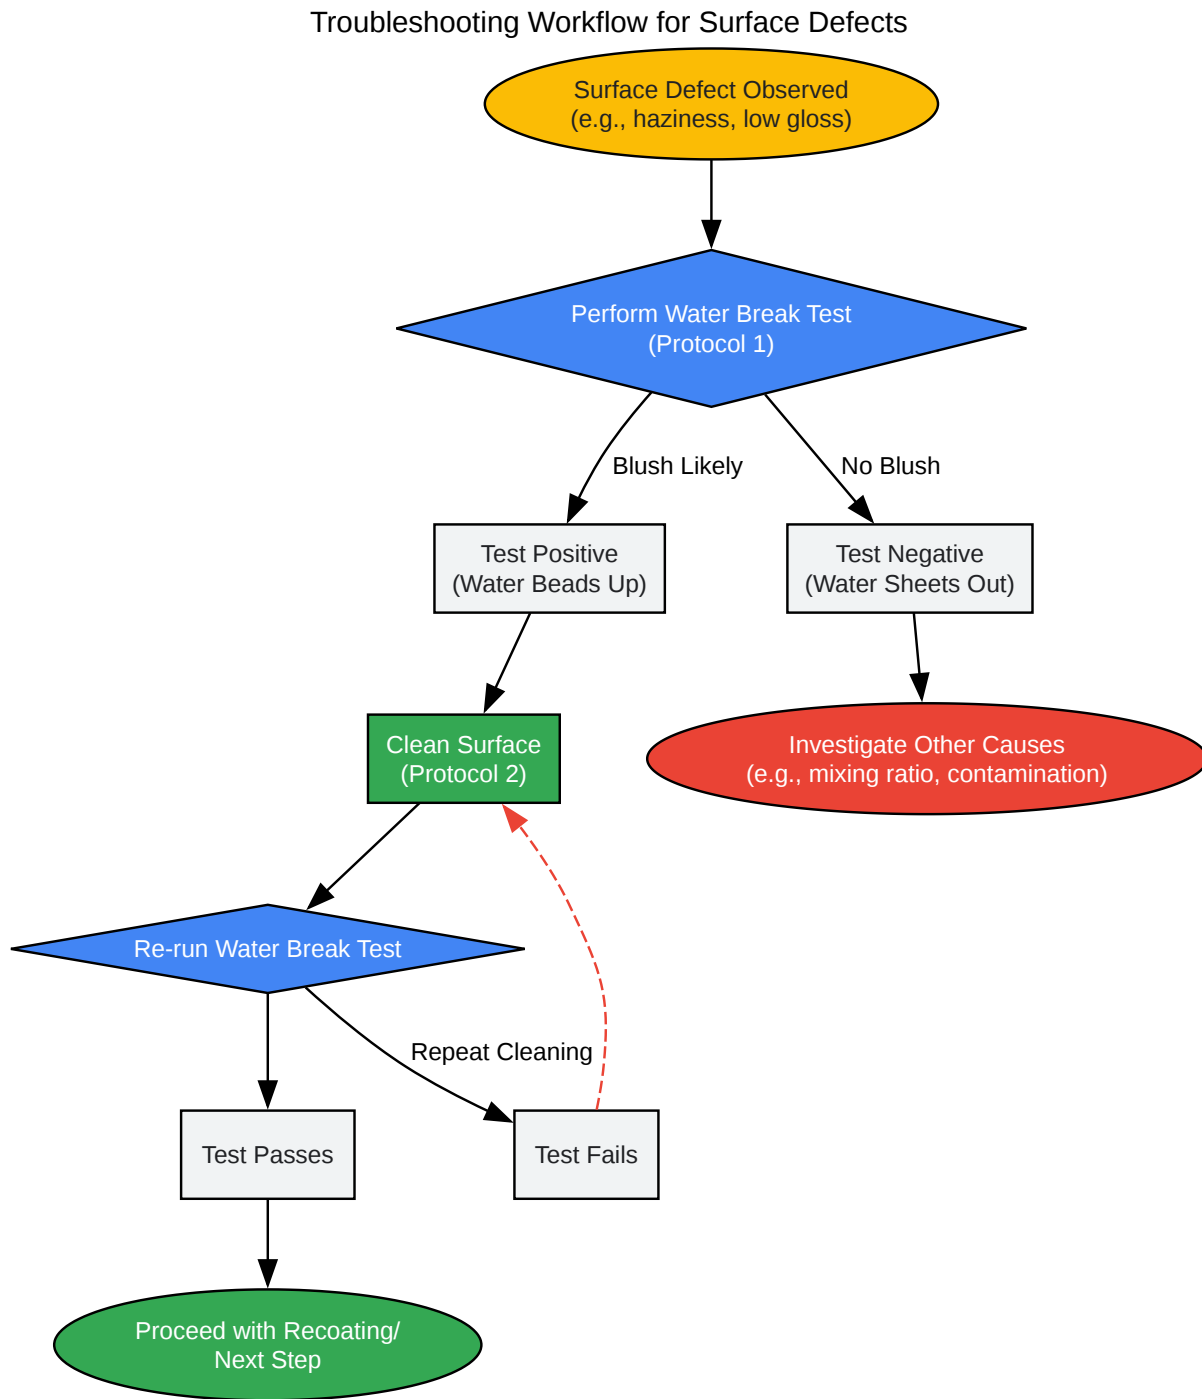 Troubleshooting Workflow for Surface Defects
Surface Defect Observed
(e.g., haziness, low gloss)
Perform Water Break Test
(Protocol 1)
Blush Likely
No Blush
Test Positive
(Water Beads Up)
Test Negative
(Water Sheets Out)
Clean Surface
(Protocol 2)
Investigate Other Causes
(e.g., mixing ratio, contamination)
Re-run Water Break Test
Repeat Cleaning
Test Passes
Test Fails
Proceed with Recoating/
Next Step